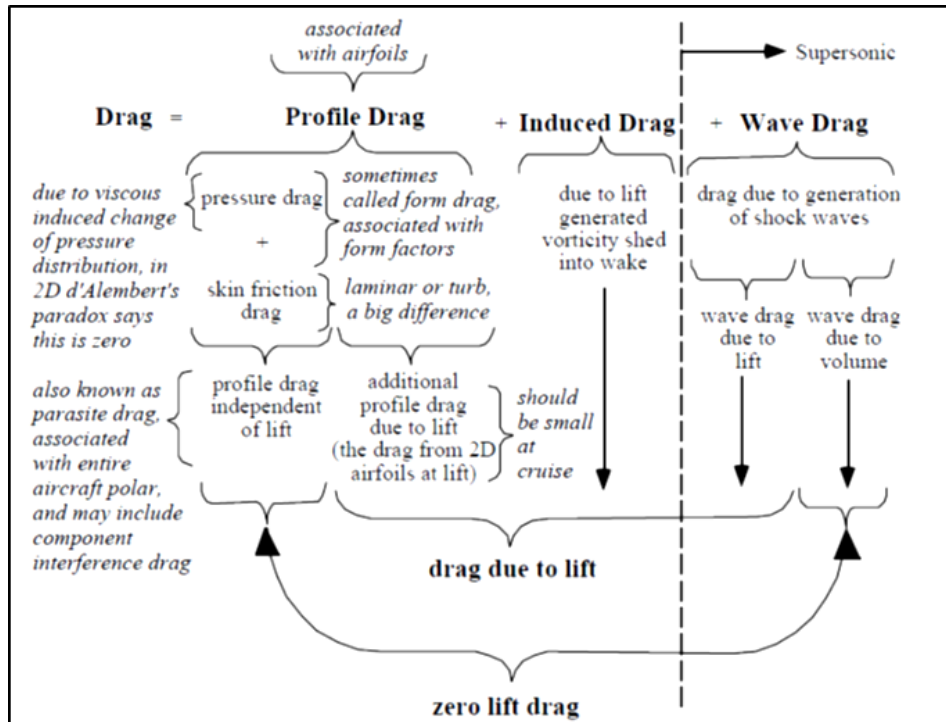 associated
with airfoils
Supersonic
Drag = Profile Drag + Induced Drag + Wave Drag
due to viscous
induced change
of pressure
distribution, in
2D d'Alembert's
paradox says
this is zero
pressure drag
+
skin friction
drag
sometimes
called form drag,
associated with
form factors
laminar or turb,
a big difference
due to lift
generated
vorticity shed
into wake
drag due to generation
of shock waves
wave drag
due to
lift
wave drag
due to
volume
also known as
parasite drag,
associated
with entire
aircraft polar,
and may include
component
interference drag
profile drag
independent
of lift
additional
profile drag
due to lift
(the drag from 2D
airfoils at lift)
should
be small
at
cruise
drag due to lift
zero lift drag